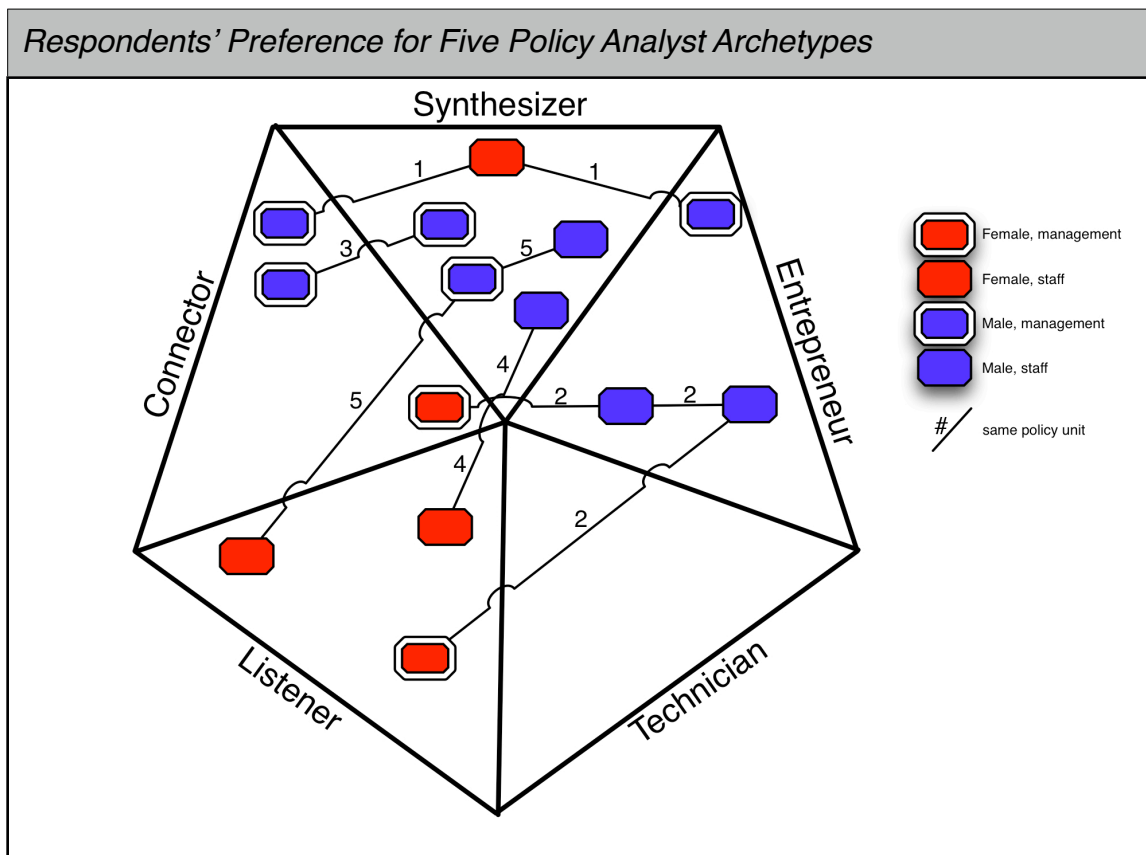 Respondents' Preference for Five Policy Analyst Archetypes
Synthesizer
1
1
3
5
Connector
Entrepreneur
4
5
2
2
4
2
Listener
Technician
Female, management
Female, staff
Male, management
Male, staff
# same policy unit